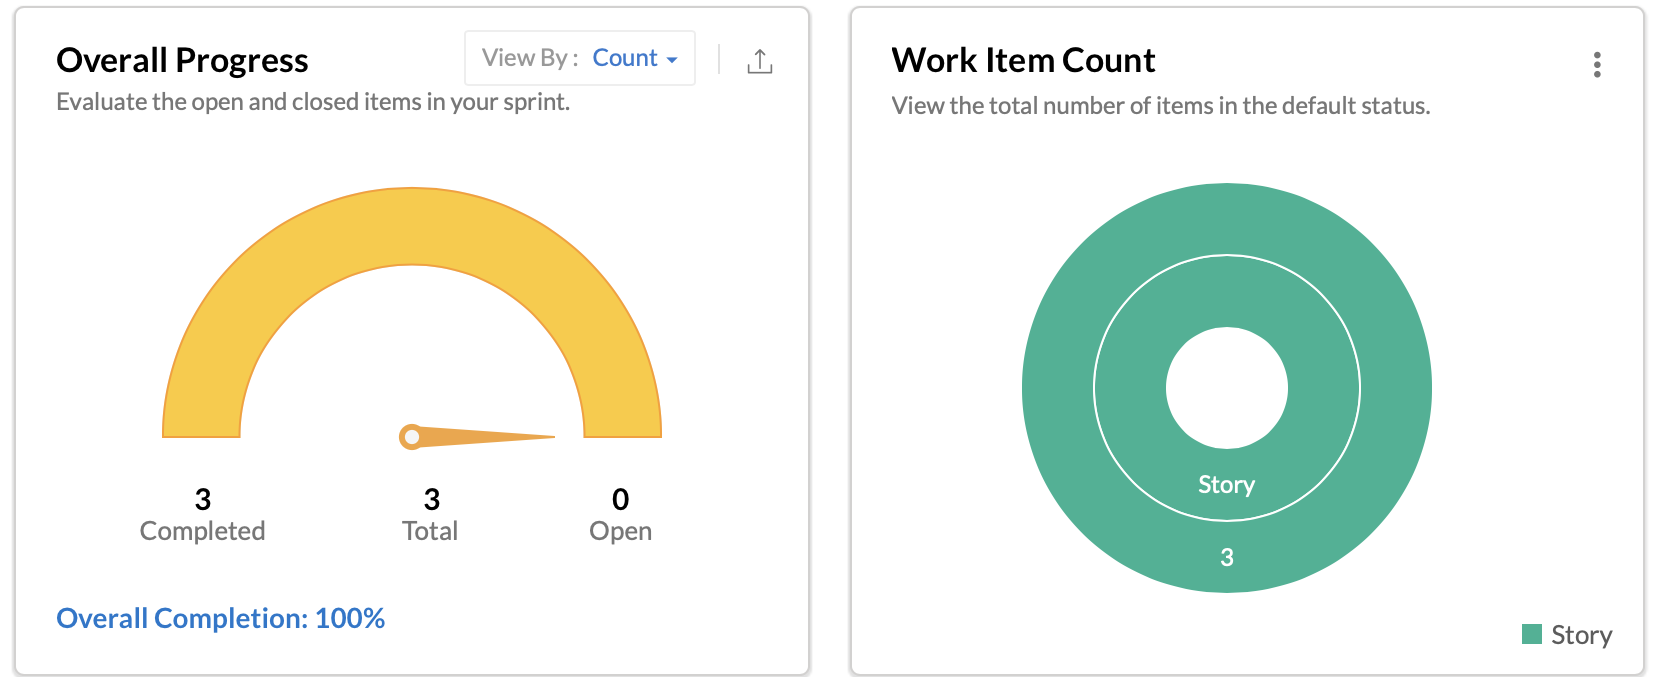 Overall Progress
View By : Count
Evaluate the open and closed items in your sprint.
3 3 0
Completed Total Open
Overall Completion: 100%
Work Item Count
View the total number of items in the default status.
Story
3
Story